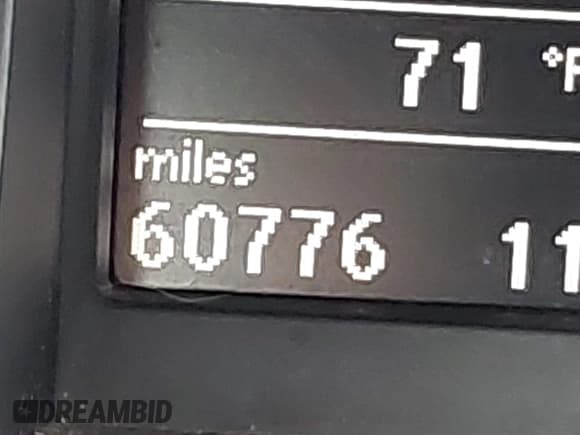 71 °F
miles
60776 11
DREAMBID